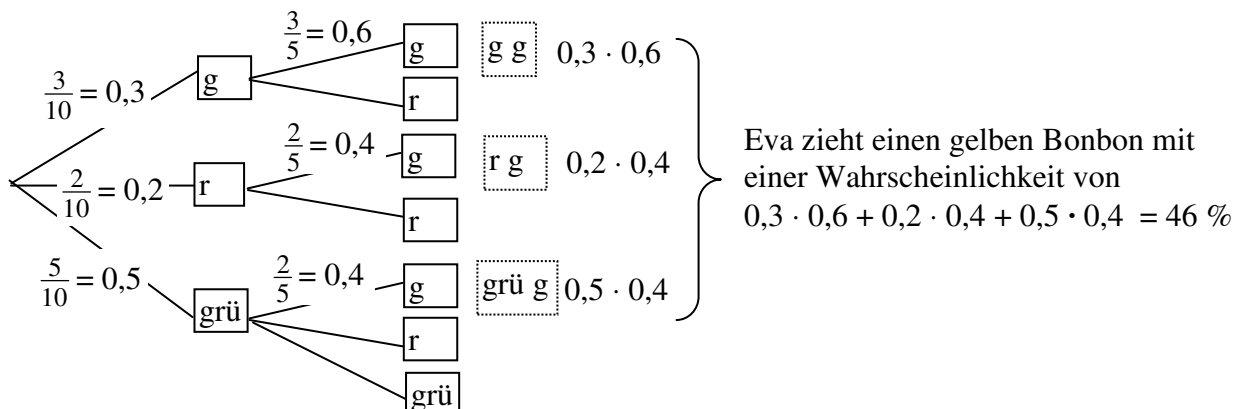 3/5 = 0,6
g
g g
0,3 · 0,6
3/10 = 0,3
g
r
2/5 = 0,4
g
r g
0,2 · 0,4
2/10 = 0,2
r
r
5/10 = 0,5
2/5 = 0,4
g
grü g
0,5 · 0,4
grü
r
grü
Eva zieht einen gelben Bonbon mit
einer Wahrscheinlichkeit von
0,3 · 0,6 + 0,2 · 0,4 + 0,5 · 0,4 = 46 %